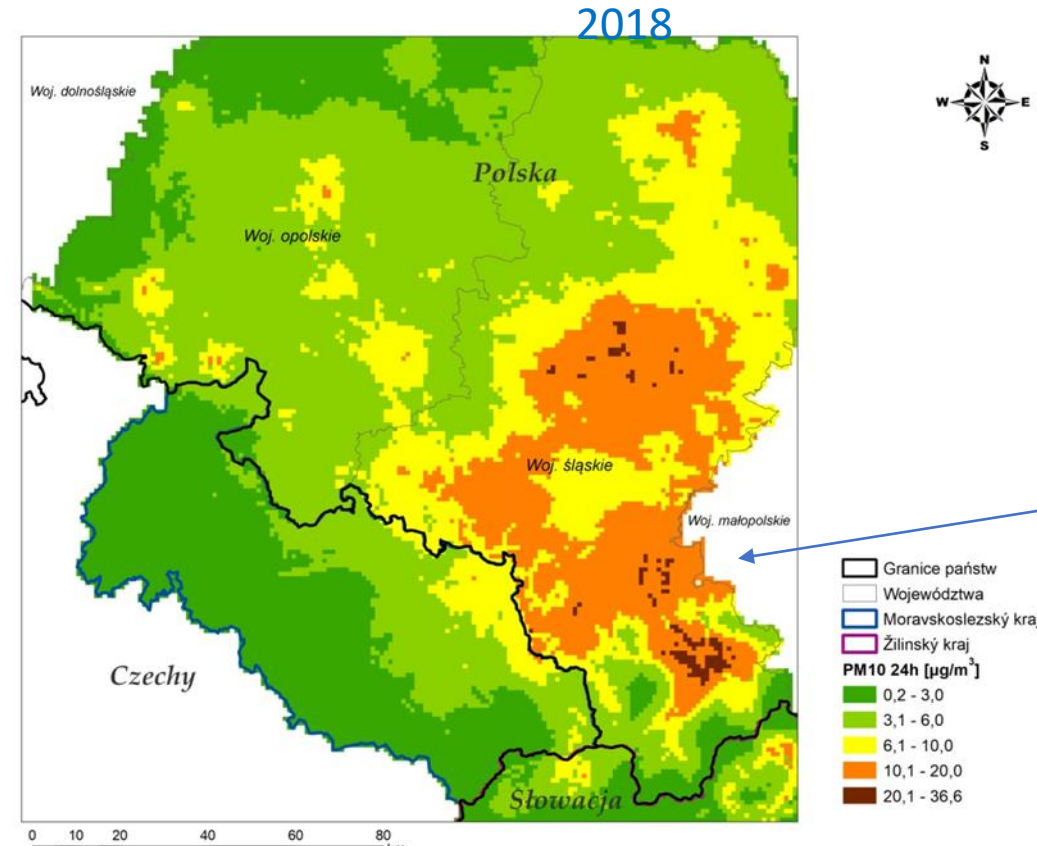 2018
N
W E
S
Woj. dolnośląskie
Polska
Woj. opolskie
Woj. śląskie
Woj. małopolskie
Czechy
Słowacja
Granice państw
Województwa
Moravskoslezský kraj
Žilinský kraj
PM10 24h [µg/m³]
0,2 - 3,0
3,1 - 6,0
6,1 - 10,0
10,1 - 20,0
20,1 - 36,6
0 10 20 40 60 80